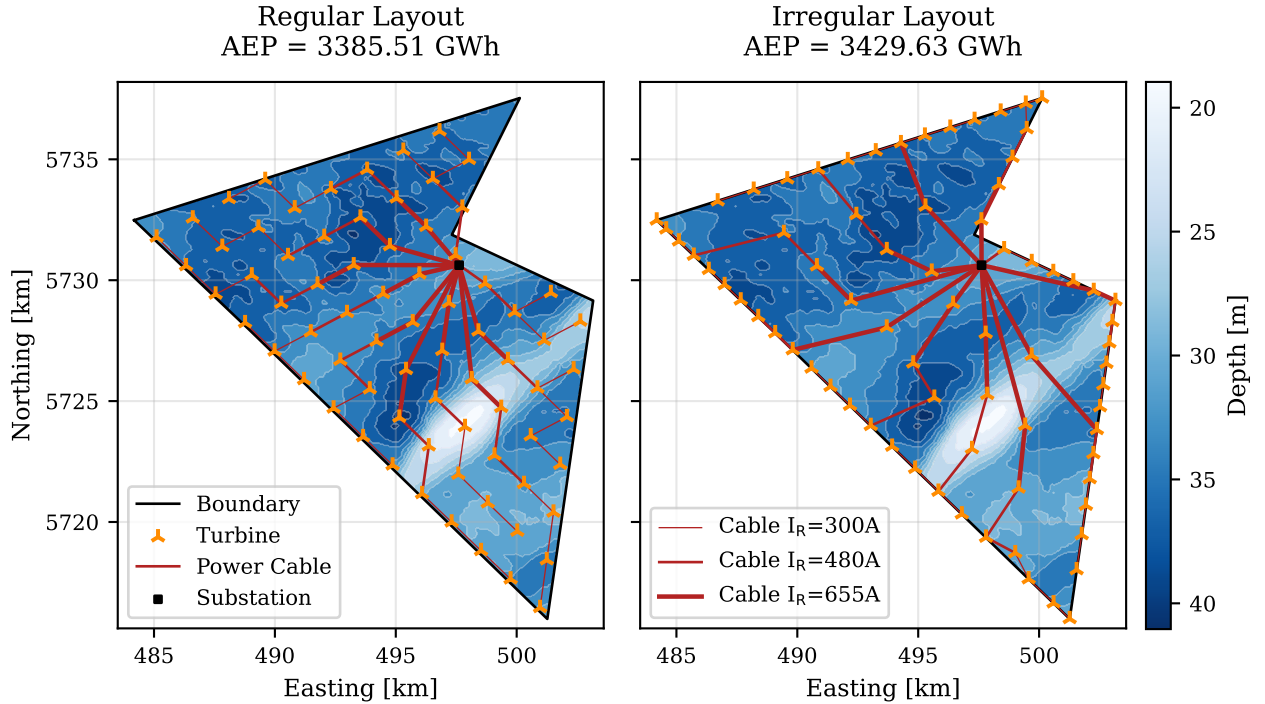 Regular Layout
AEP = 3385.51 GWh
Irregular Layout
AEP = 3429.63 GWh
Northing [km]
5735
5730
5725
5720
Boundary
Turbine
Power Cable
Substation
485
490
495
500
Easting [km]
Cable I_R=300A
Cable I_R=480A
Cable I_R=655A
485
490
495
500
Easting [km]
20
25
30
35
40
Depth [m]